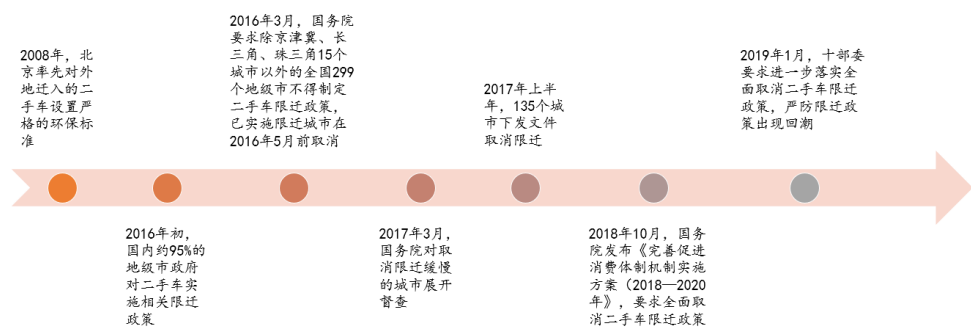 2008年，北
京率先对外
地迁入的二
手车设置严
格的环保标
准
2016年初，
国内约95%的
地级市政府
对二手车实
施相关限迁
政策
2016年3月，国务院
要求除京津冀、长
三角、珠三角15个
城市以外的全国299
个地级市不得制定
二手车限迁政策，
已实施限迁城市在
2016年5月前取消
2017年3月，
国务院对取
消限迁缓慢
的城市展开
督查
2017年上半
年，135个城
市下发文件
取消限迁
2018年10月，国务
院发布《完善促进
消费体制机制实施
方案（2018—2020
年》，要求全面取
消二手车限迁政策
2019年1月，十部委
要求进一步落实全
面取消二手车限迁
政策，严防限迁政
策出现回潮